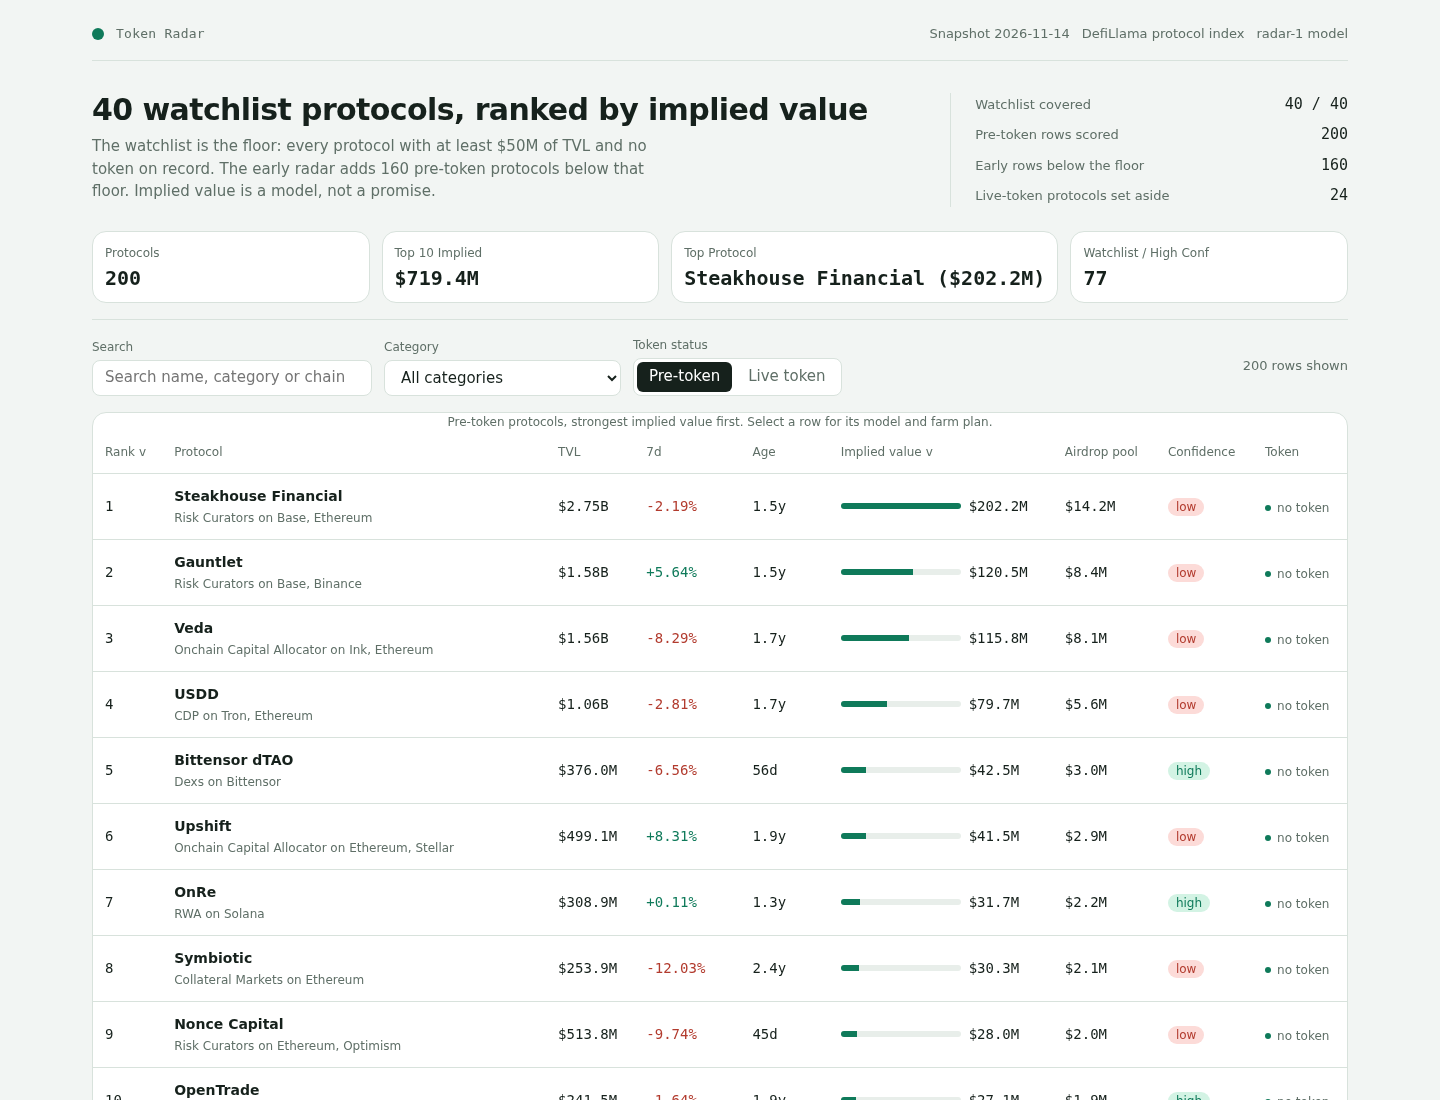 Token Radar
Snapshot 2026-11-14 DefiLlama protocol index radar-1 model
40 watchlist protocols, ranked by implied value
The watchlist is the floor: every protocol with at least $50M of TVL and no
token on record. The early radar adds 160 pre-token protocols below that
floor. Implied value is a model, not a promise.
Watchlist covered 40 / 40
Pre-token rows scored 200
Early rows below the floor 160
Live-token protocols set aside 24
Protocols
200
Top 10 Implied
$719.4M
Top Protocol
Steakhouse Financial ($202.2M)
Watchlist / High Conf
77
Search
Search name, category or chain
Category
All categories
Token status
Pre-token Live token
200 rows shown
Pre-token protocols, strongest implied value first. Select a row for its model and farm plan.
Rank v Protocol TVL 7d Age Implied value v Airdrop pool Confidence Token
1 Steakhouse Financial $2.75B -2.19% 1.5y $202.2M $14.2M low no token
Risk Curators on Base, Ethereum
2 Gauntlet $1.58B +5.64% 1.5y $120.5M $8.4M low no token
Risk Curators on Base, Binance
3 Veda $1.56B -8.29% 1.7y $115.8M $8.1M low no token
Onchain Capital Allocator on Ink, Ethereum
4 USDD $1.06B -2.81% 1.7y $79.7M $5.6M low no token
CDP on Tron, Ethereum
5 Bittensor dTAO $376.0M -6.56% 56d $42.5M $3.0M high no token
Dexs on Bittensor
6 Upshift $499.1M +8.31% 1.9y $41.5M $2.9M low no token
Onchain Capital Allocator on Ethereum, Stellar
7 OnRe $308.9M +0.11% 1.3y $31.7M $2.2M high no token
RWA on Solana
8 Symbiotic $253.9M -12.03% 2.4y $30.3M $2.1M low no token
Collateral Markets on Ethereum
9 Nonce Capital $513.8M -9.74% 45d $28.0M $2.0M low no token
Risk Curators on Ethereum, Optimism
OpenTrade